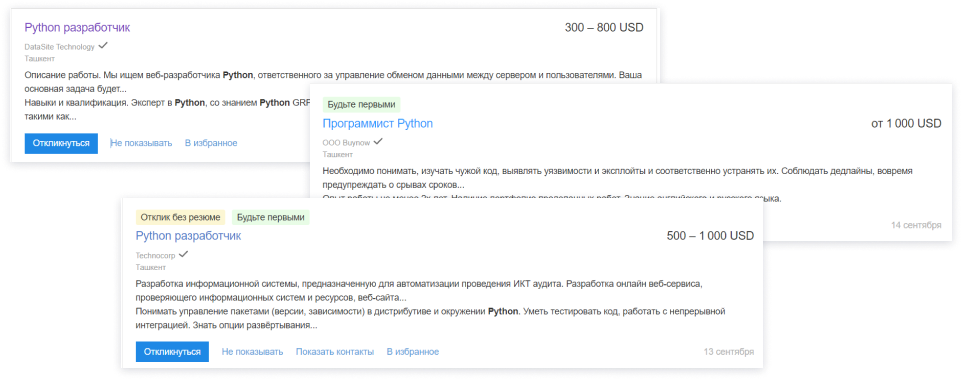 Python разработчик
300 – 800 USD
DataSite Technology
Ташкент
Описание работы. Мы ищем веб-разработчика Python, ответственного за управление обменом данными между сервером и пользователями. Ваша
основная задача будет...
Навыки и квалификация. Эксперт в Python, со знанием Python
такими как...
Откликнуться Не показывать В избранное
Будьте первыми
Программист Python
от 1 000 USD
ООО Buynow
Ташкент
Необходимо понимать, изучать чужой код, выявлять уязвимости и эксплойты и соответственно устранять их. Соблюдать дедлайны, вовремя
предупреждать о срывах сроков...
14 сентября
Отклик без резюме Будьте первыми
Python разработчик
500 – 1 000 USD
Technocorp
Ташкент
Разработка информационной системы, предназначенную для автоматизации проведения ИКТ аудита. Разработка онлайн веб-сервиса,
проверяющего информационных систем и ресурсов, веб-сайта...
Понимать управление пакетами (версии, зависимости) в дистрибутиве и окружении Python. Уметь тестировать код, работать с непрерывной
интеграцией. Знать опции развёртывания...
Откликнуться Не показывать Показать контакты В избранное
13 сентября